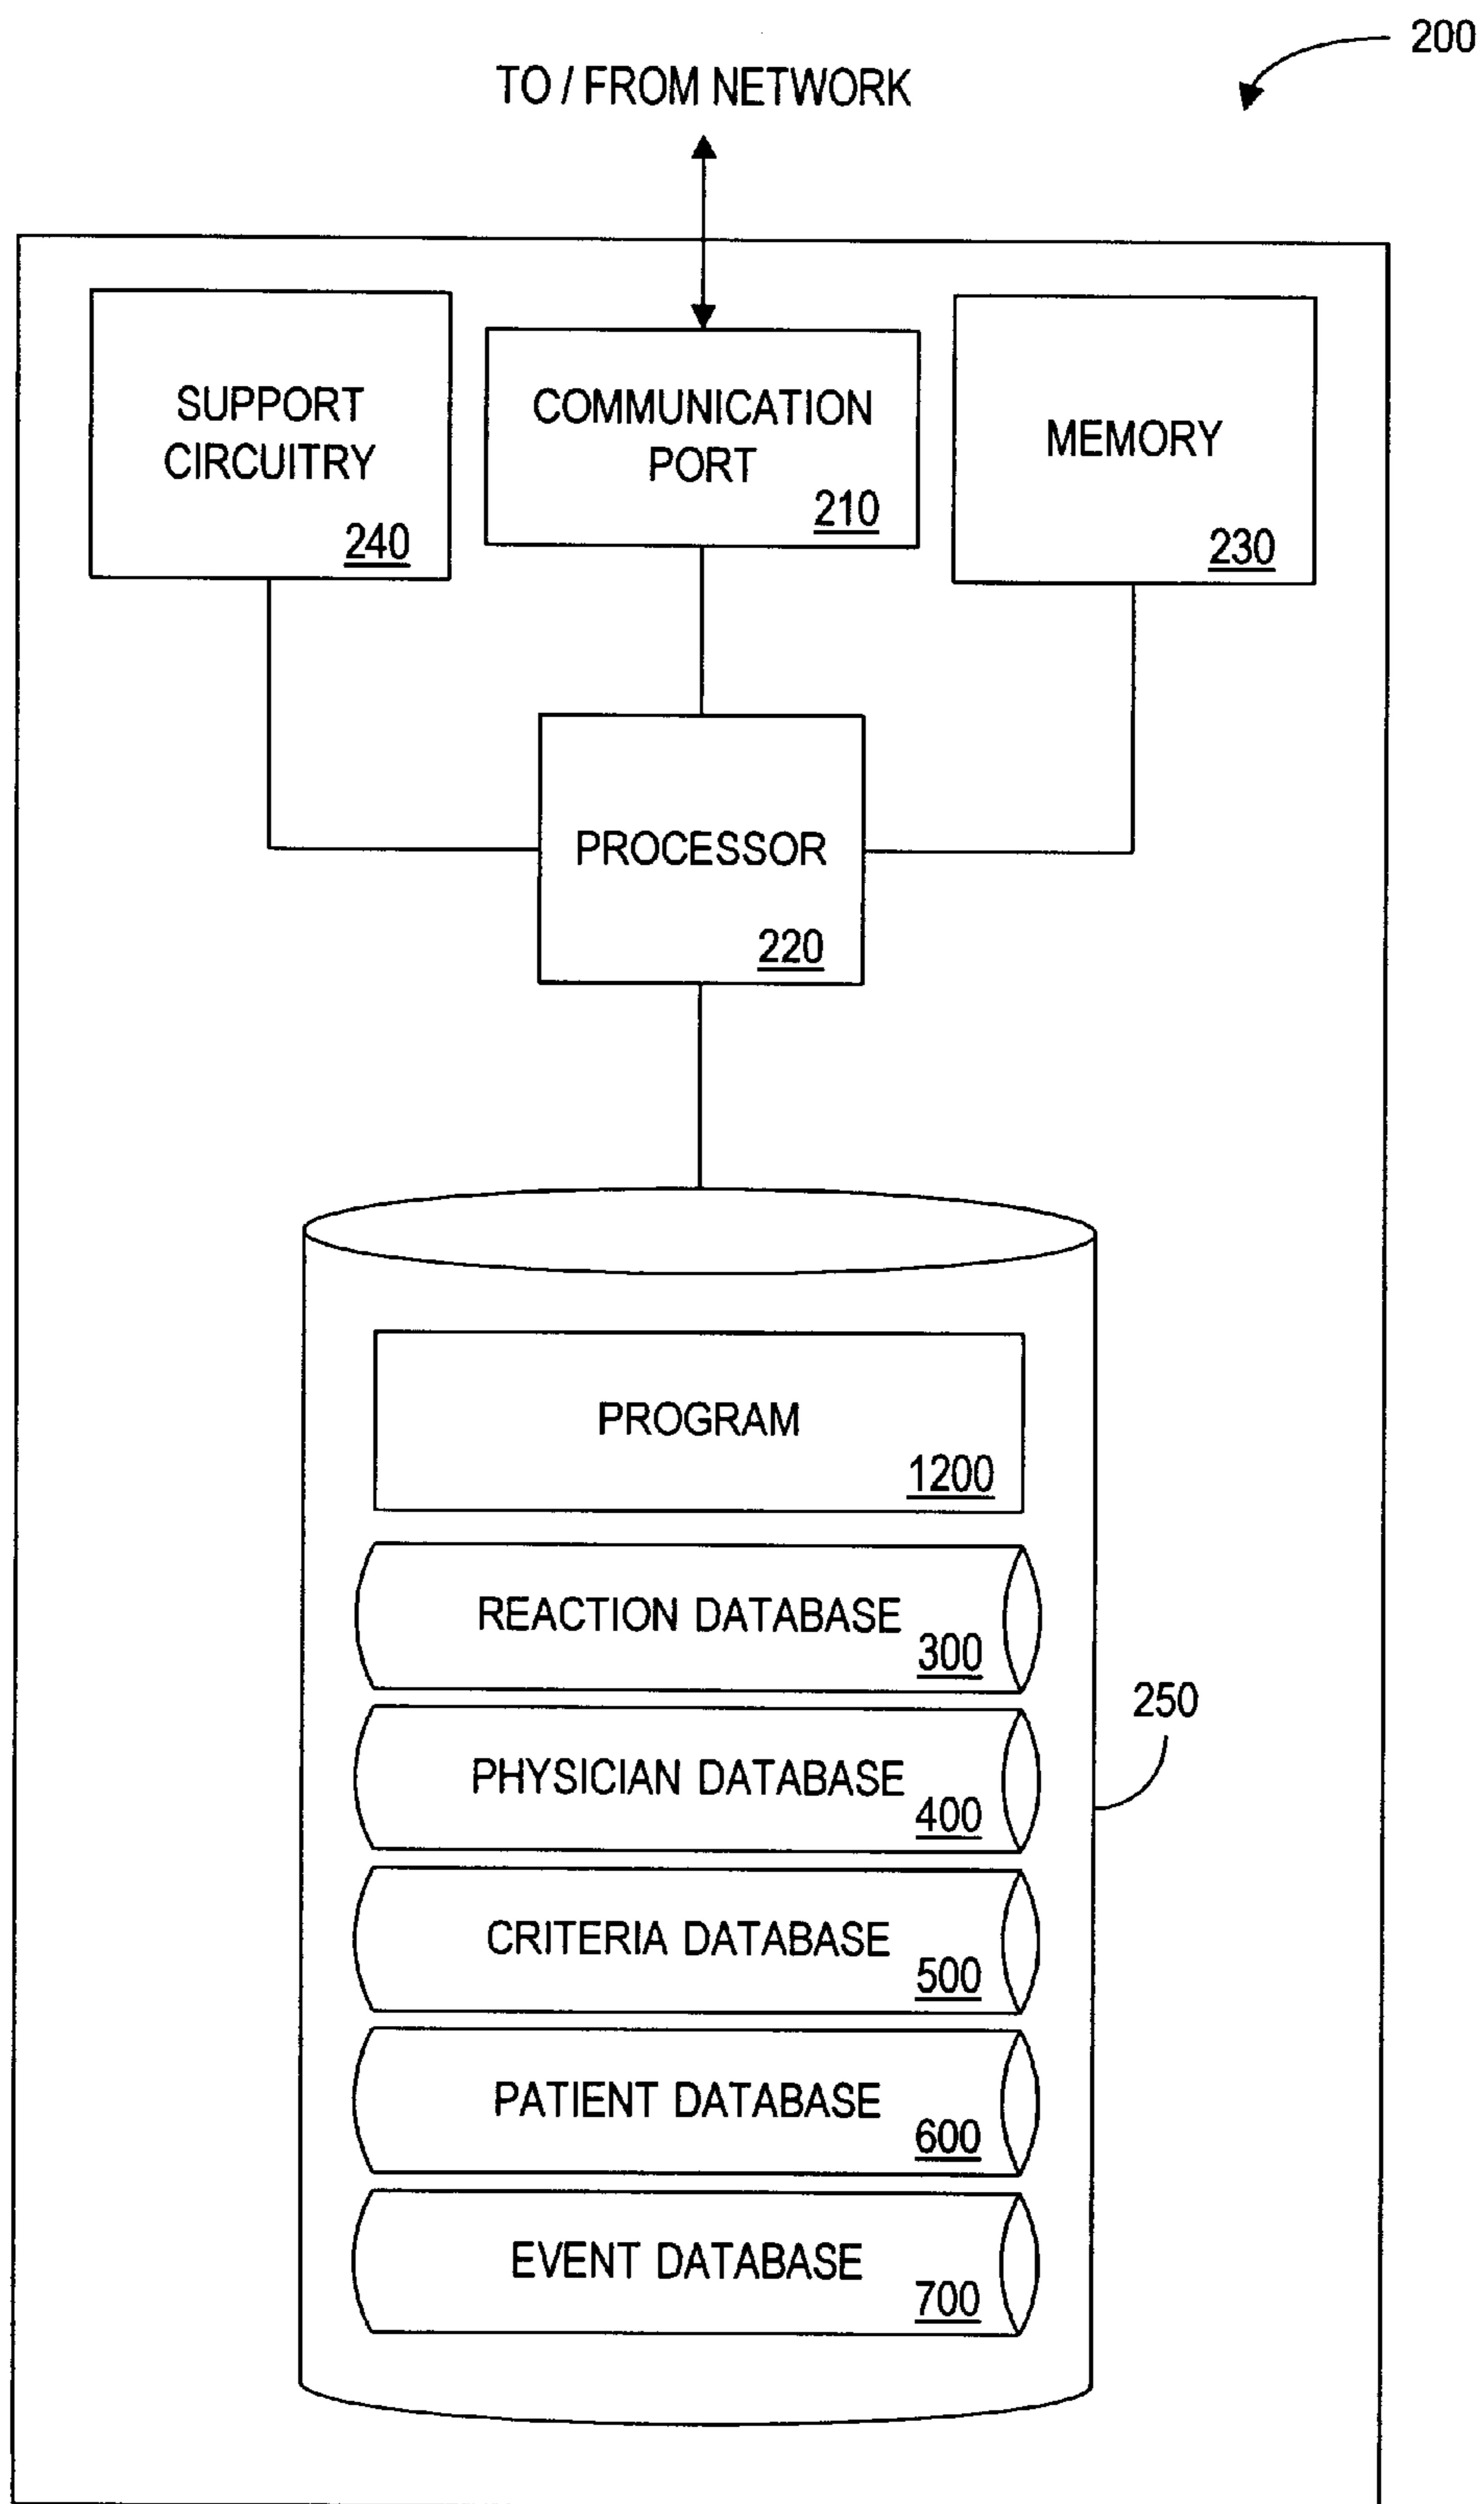 200
TO / FROM NETWORK
SUPPORT
CIRCUITRY
240
COMMUNICATION
PORT
210
MEMORY
230
PROCESSOR
220
PROGRAM
1200
REACTION DATABASE
300
PHYSICIAN DATABASE
400
250
CRITERIA DATABASE
500
PATIENT DATABASE
600
EVENT DATABASE
700